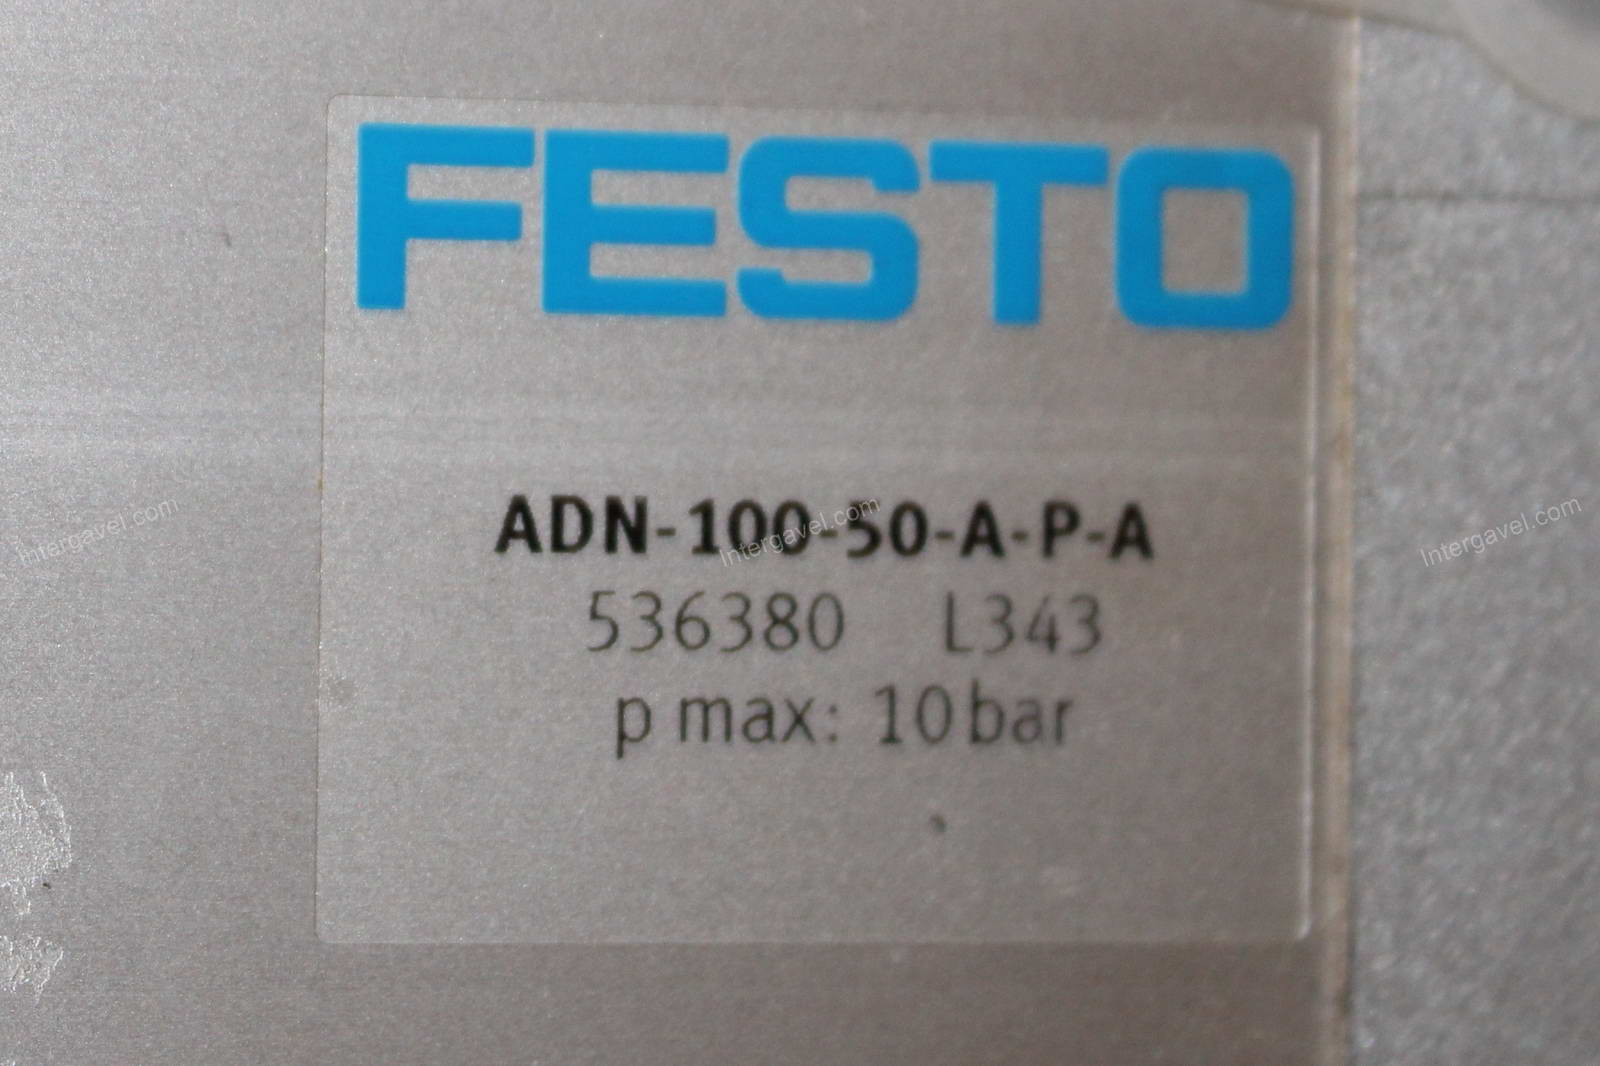 FESTO
ADN-100-50-A-P-A
536380 L343
p max: 10 bar
Intergavel.com
Intergavel.com
Intergavel.com